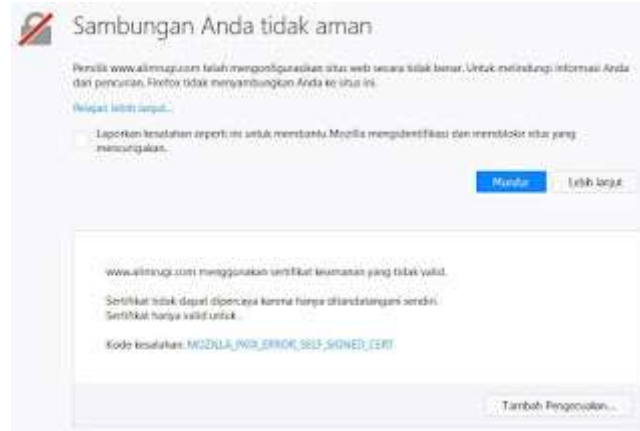 Sambungan Anda tidak aman
Pemilik www.alimrugi.com telah mengonfigurasikan situs web secara tidak benar. Untuk melindungi informasi Anda
dari pencurian, Firefox tidak menyambungkan Anda ke situs ini.
Pelajari lebih lanjut...
Laporkan kesalahan seperti ini untuk membantu Mozilla mengidentifikasi dan memblokir situs yang
mencurigakan.
Mundur
Lebih lanjut
www.alimrugi.com menggunakan sertifikat keamanan yang tidak valid.
Sertifikat tidak dapat dipercaya karena hanya ditandatangani sendiri.
Sertifikat hanya valid untuk .
Kode kesalahan: MOZILLA_PKIX_ERROR_SELF_SIGNED_CERT
Tambah Pengecualian...